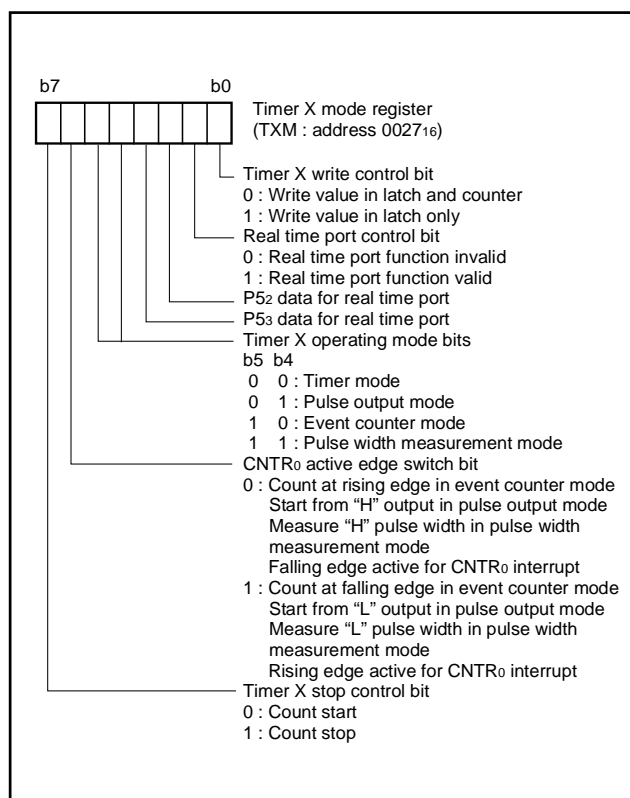 b7 b0
Timer X mode register
(TXM : address 002716)
Timer X write control bit
0 : Write value in latch and counter
1 : Write value in latch only
Real time port control bit
0 : Real time port function invalid
1 : Real time port function valid
P52 data for real time port
P53 data for real time port
Timer X operating mode bits
b5 b4
0 0 : Timer mode
0 1 : Pulse output mode
1 0 : Event counter mode
1 1 : Pulse width measurement mode
CNTR0 active edge switch bit
0 : Count at rising edge in event counter mode
Start from “H” output in pulse output mode
Measure “H” pulse width in pulse width
measurement mode
Falling edge active for CNTR0 interrupt
1 : Count at falling edge in event counter mode
Start from “L” output in pulse output mode
Measure “L” pulse width in pulse width
measurement mode
Rising edge active for CNTR0 interrupt
Timer X stop control bit
0 : Count start
1 : Count stop